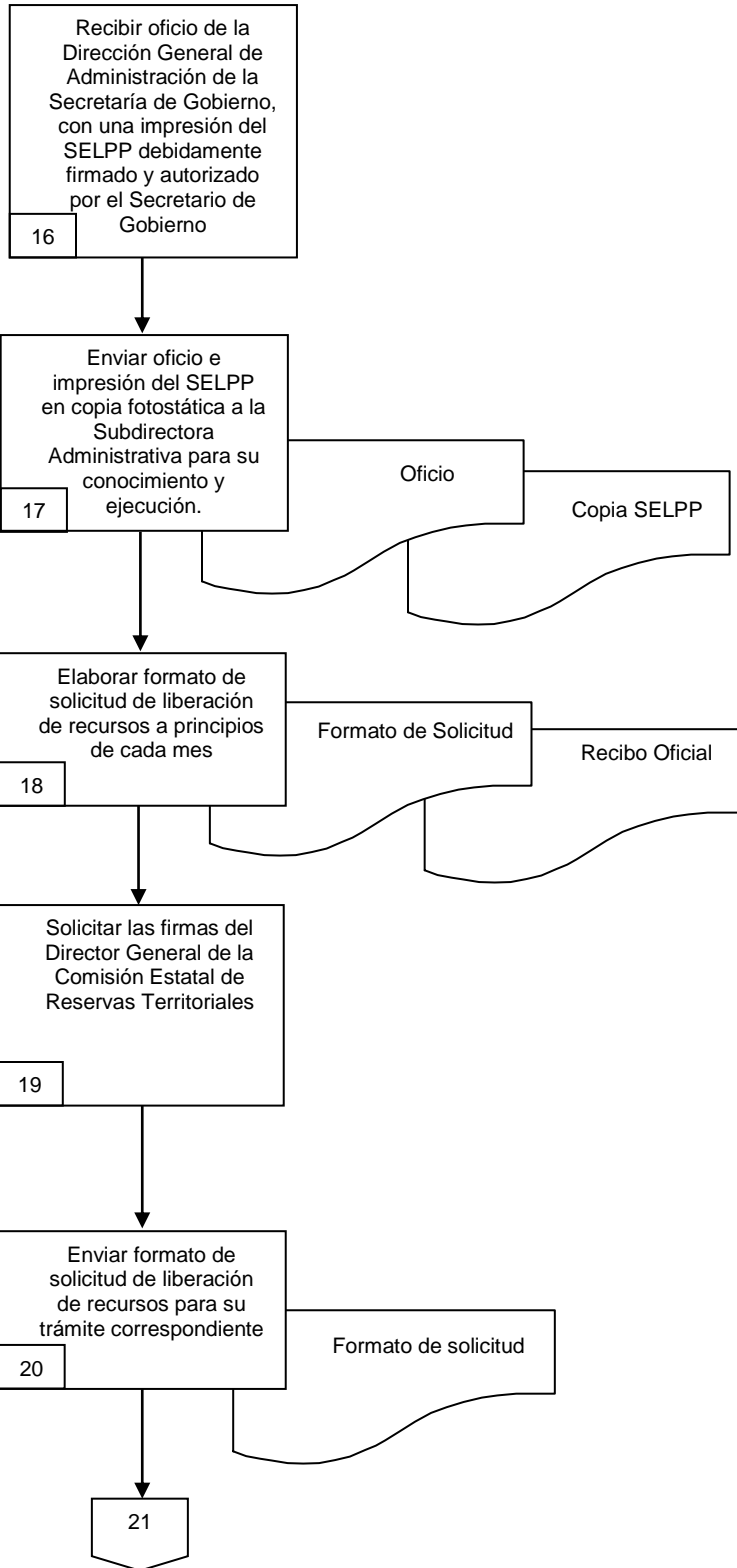 Recibir oficio de la
Dirección General de
Administración de la
Secretaría de Gobierno,
con una impresión del
SELPP debidamente
firmado y autorizado
por el Secretario de
Gobierno
16
Enviar oficio e
impresión del SELPP
en copia fotostática a la
Subdirectora
Administrativa para su
conocimiento y
ejecución.
17
Oficio
Copia SELPP
Elaborar formato de
solicitud de liberación
de recursos a principios
de cada mes
18
Formato de Solicitud
Recibo Oficial
Solicitar las firmas del
Director General de la
Comisión Estatal de
Reservas Territoriales
19
Enviar formato de
solicitud de liberación
de recursos para su
trámite correspondiente
20
Formato de solicitud
21